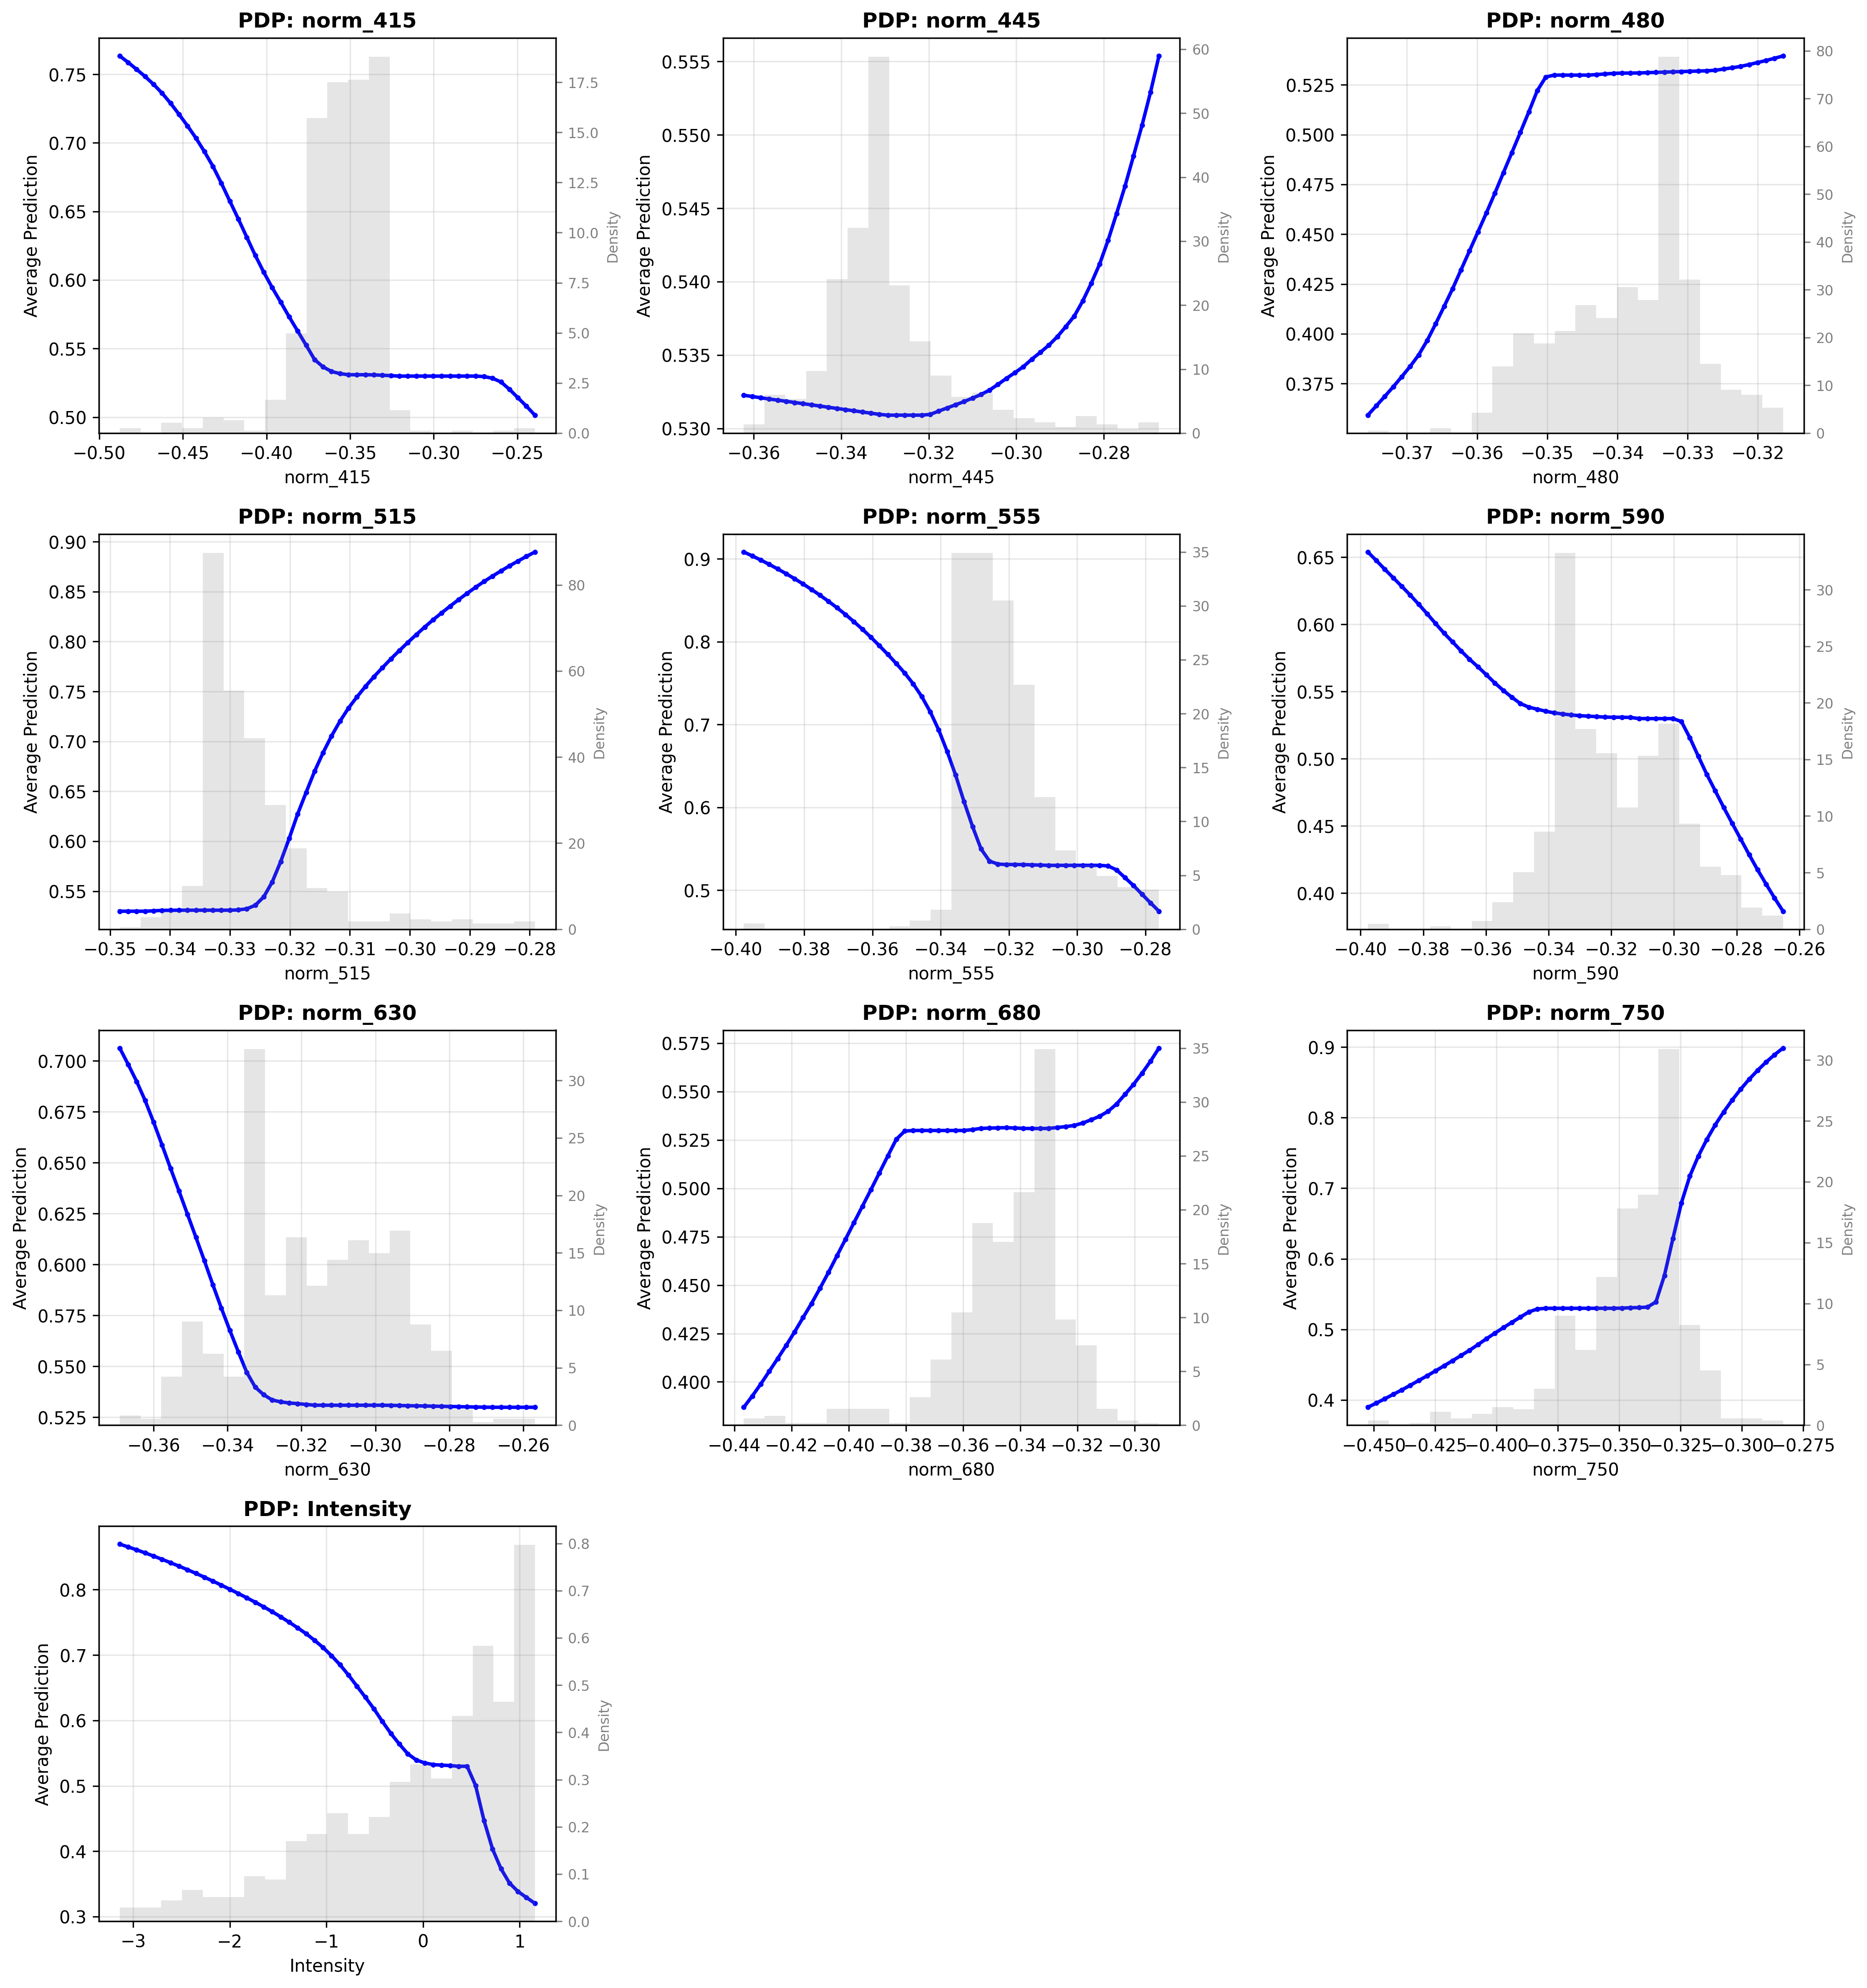 PDP: norm_415
0.75
0.70
0.65
0.60
0.55
0.50
Average Prediction
17.5
15.0
12.5
10.0
7.5
5.0
2.5
0.0
Density
−0.50 −0.45 −0.40 −0.35 −0.30 −0.25
norm_415
PDP: norm_445
0.555
0.550
0.545
0.540
0.535
0.530
Average Prediction
60
50
40
30
20
10
0
Density
−0.36 −0.34 −0.32 −0.30 −0.28
norm_445
PDP: norm_480
0.525
0.500
0.475
0.450
0.425
0.400
0.375
Average Prediction
80
70
60
50
40
30
20
10
0
Density
−0.37 −0.36 −0.35 −0.34 −0.33 −0.32
norm_480
PDP: norm_515
0.90
0.85
0.80
0.75
0.70
0.65
0.60
0.55
Average Prediction
80
60
40
20
0
Density
−0.35 −0.34 −0.33 −0.32 −0.31 −0.30 −0.29 −0.28
norm_515
PDP: norm_555
0.9
0.8
0.7
0.6
0.5
Average Prediction
35
30
25
20
15
10
5
0
Density
−0.40 −0.38 −0.36 −0.34 −0.32 −0.30 −0.28
norm_555
PDP: norm_590
0.65
0.60
0.55
0.50
0.45
0.40
Average Prediction
30
25
20
15
10
5
0
Density
−0.40 −0.38 −0.36 −0.34 −0.32 −0.30 −0.28 −0.26
norm_590
PDP: norm_630
0.700
0.675
0.650
0.625
0.600
0.575
0.550
0.525
Average Prediction
30
25
20
15
10
5
0
Density
−0.36 −0.34 −0.32 −0.30 −0.28 −0.26
norm_630
PDP: norm_680
0.575
0.550
0.525
0.500
0.475
0.450
0.425
0.400
Average Prediction
35
30
25
20
15
10
5
0
Density
−0.44 −0.42 −0.40 −0.38 −0.36 −0.34 −0.32 −0.30
norm_680
PDP: norm_750
0.9
0.8
0.7
0.6
0.5
0.4
Average Prediction
30
25
20
15
10
5
0
Density
−0.450 −0.425 −0.400 −0.375 −0.350 −0.325 −0.300 −0.275
norm_750
PDP: Intensity
0.8
0.7
0.6
0.5
0.4
0.3
Average Prediction
0.8
0.7
0.6
0.5
0.4
0.3
0.2
0.1
0.0
Density
−3 −2 −1 0 1
Intensity